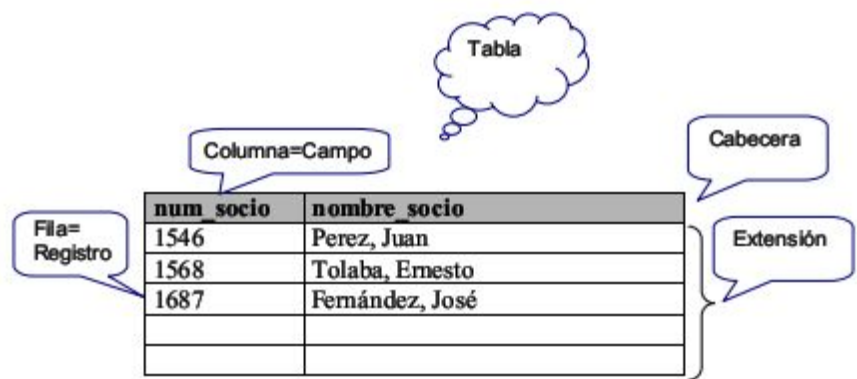 Tabla
Cabecera
Columna=Campo
num_socio nombre_socio
Fila=
Registro
1546 Perez, Juan
1568 Tolaba, Ernesto
1687 Fernández, José
Extensión